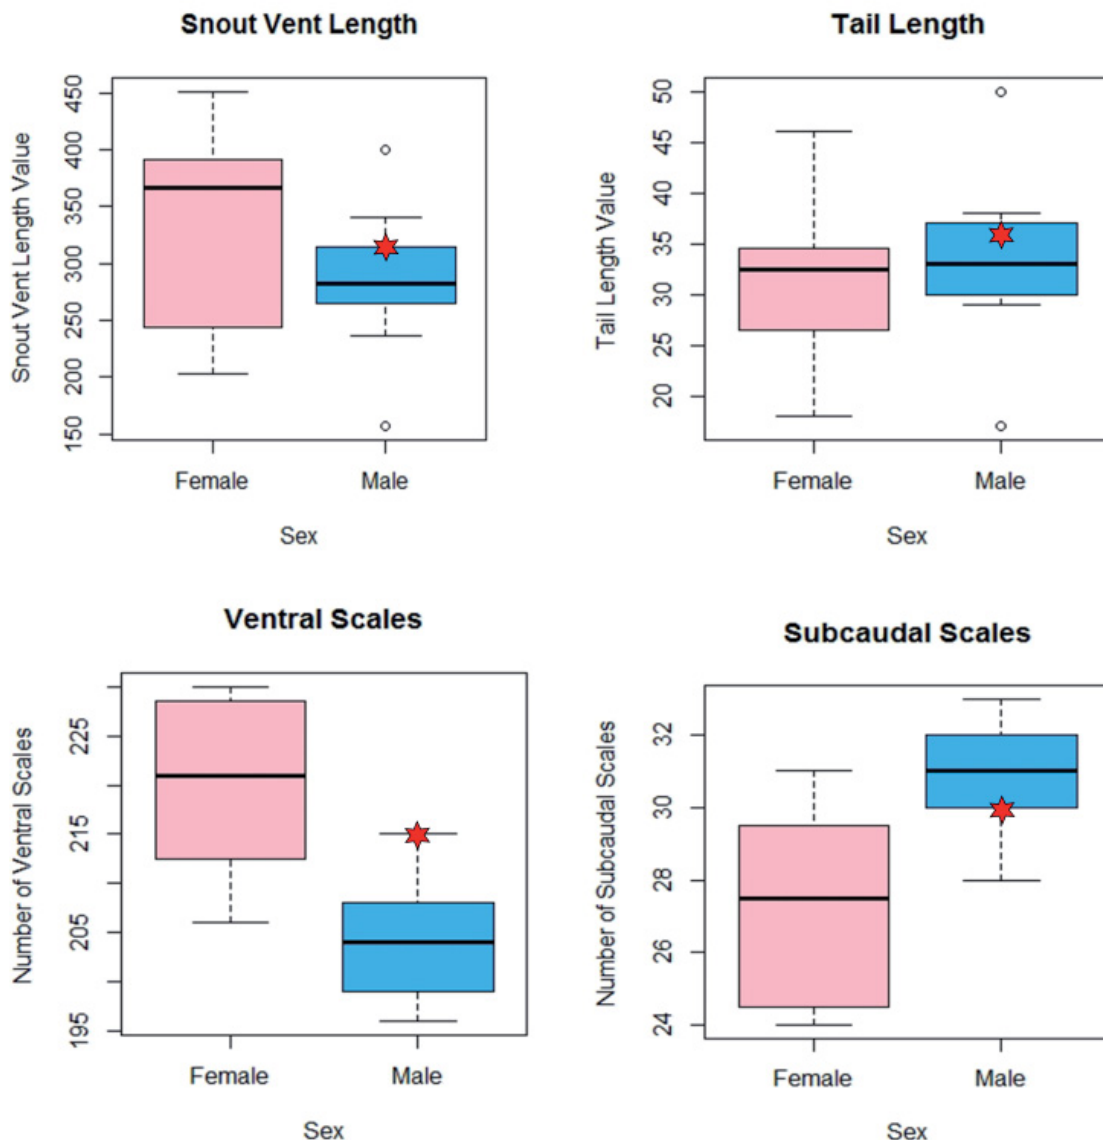 Snout Vent Length
Snout Vent Length Value
450
400
350
300
250
200
150
Female Male
Sex
Tail Length
Tail Length Value
50
45
40
35
30
25
20
Female Male
Sex
Ventral Scales
Number of Ventral Scales
225
215
205
195
Female Male
Sex
Subcaudal Scales
Number of Subcaudal Scales
32
30
28
26
24
Female Male
Sex